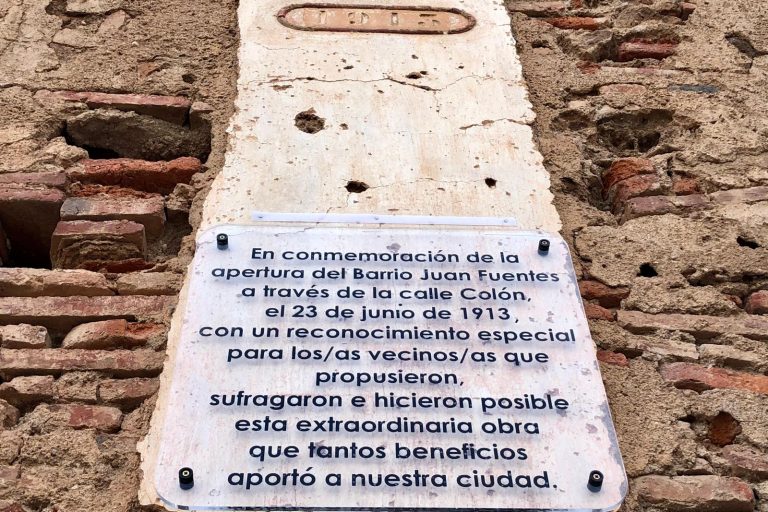 1913
En conmemoración de la
apertura del Barrio Juan Fuentes
a través de la calle Colón,
el 23 de junio de 1913,
con un reconocimiento especial
para los/as vecinos/as que
propusieron,
sufragaron e hicieron posible
esta extraordinaria obra
que tantos beneficios
aportó a nuestra ciudad.